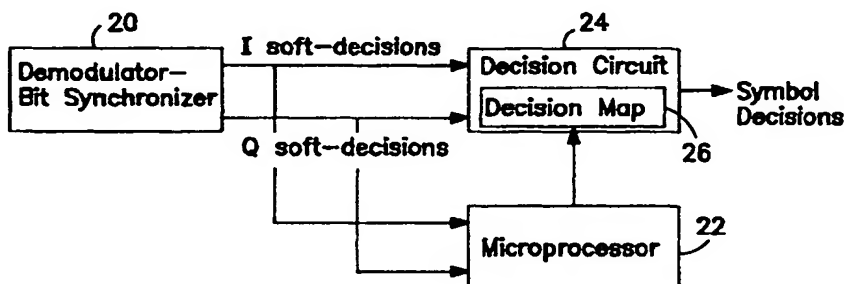 20
I soft-decisions
24
Demodulator-
Bit Synchronizer
Decision Circuit
Decision Map
Symbol
Decisions
26
Q soft-decisions
Microprocessor
22